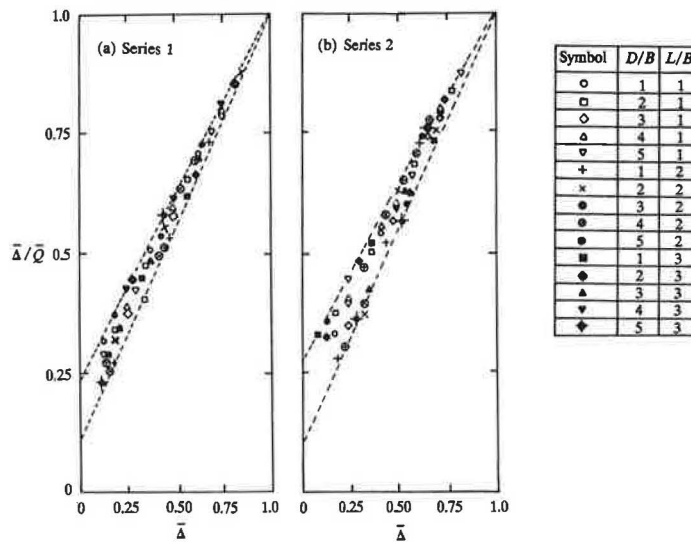 1.0
(a) Series 1
(b) Series 2
0.75
Δ̄/Q̄
0.5
0.25
0
0 0.25 0.50 0.75 1.0
0 0.25 0.50 0.75 1.0
Δ̄
Δ̄
Symbol D/B L/B
1 1
2 1
3 1
4 1
5 1
1 2
2 2
3 2
4 2
5 2
1 3
2 3
3 3
4 3
5 3